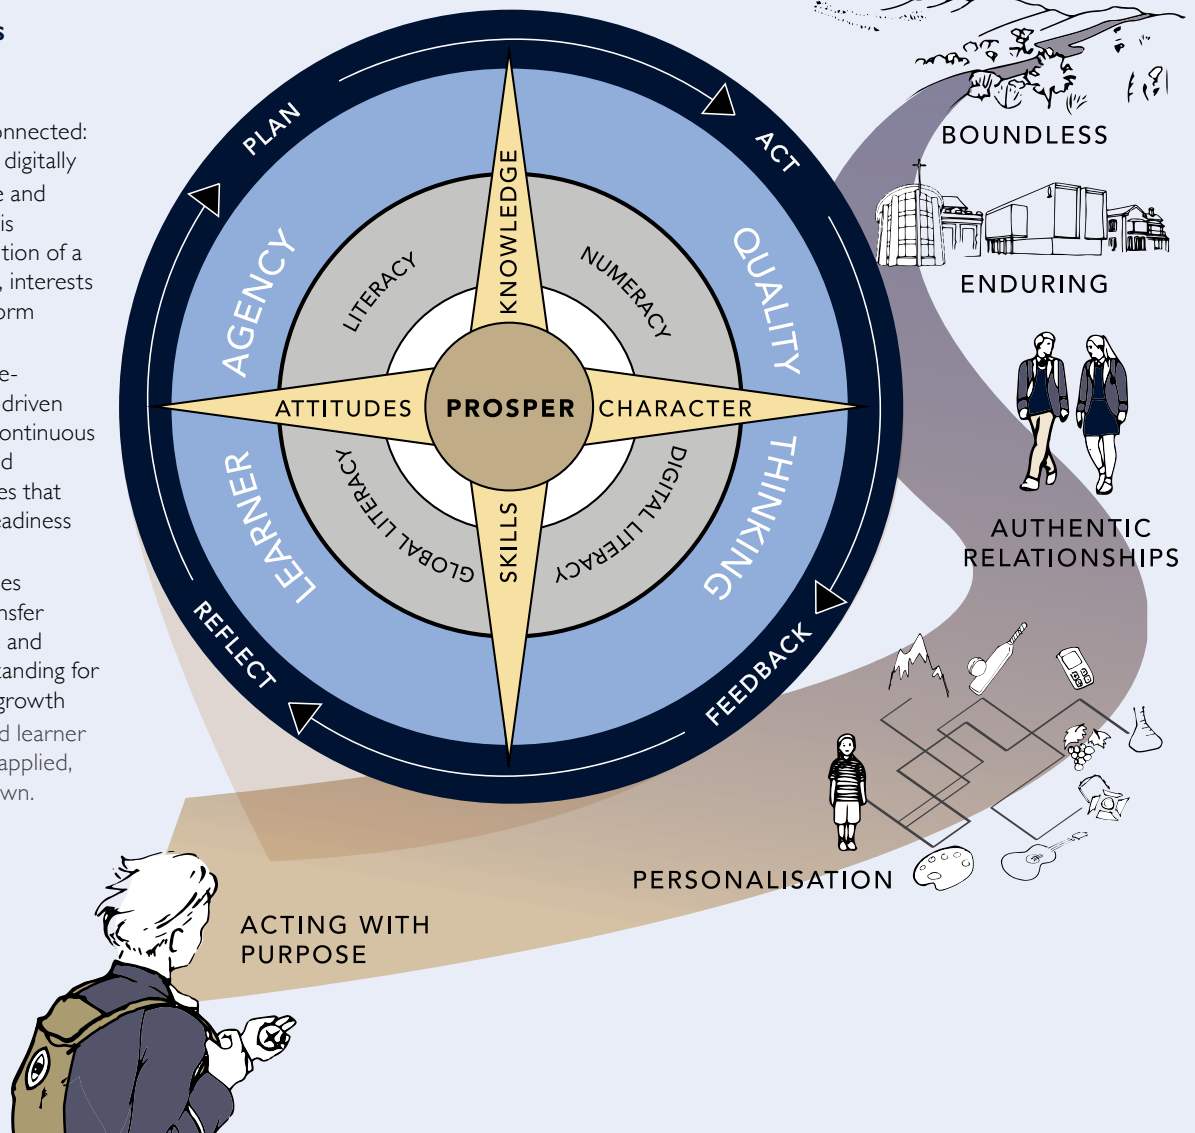 s
onnected:
digitally
e and
is
tion of a
, interests
orm
e-
driven
ontinuous
d
es that
eadiness
es
nsfer
and
tanding for
growth
d learner
applied,
wn.
PLAN
ACT
FEEDBACK
REFLECT
LEARNER AGENCY
QUALITY THINKING
LITERACY
NUMERACY
DIGITAL LITERACY
GLOBAL LITERACY
KNOWLEDGE
ATTITUDES
PROSPER
CHARACTER
SKILLS
BOUNDLESS
ENDURING
AUTHENTIC
RELATIONSHIPS
PERSONALISATION
ACTING WITH
PURPOSE